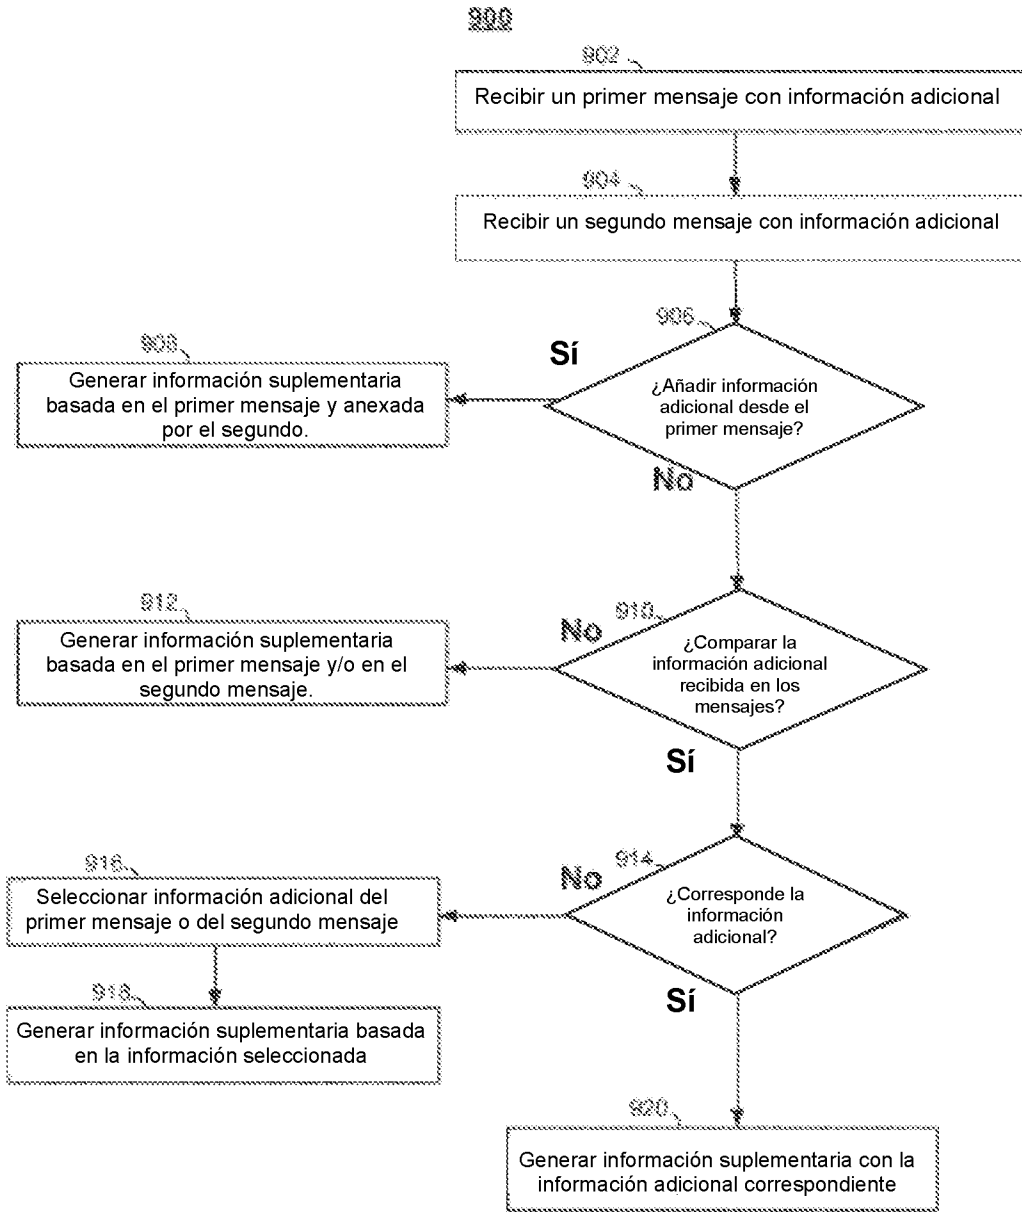 900
902
Recibir un primer mensaje con información adicional
904
Recibir un segundo mensaje con información adicional
906
¿Añadir información
adicional desde el
primer mensaje?
Sí
908
Generar información suplementaria
basada en el primer mensaje y anexada
por el segundo.
No
910
¿Comparar la
información adicional
recibida en los
mensajes?
No
912
Generar información suplementaria
basada en el primer mensaje y/o en el
segundo mensaje.
Sí
914
¿Corresponde la
información
adicional?
No
916
Seleccionar información adicional del
primer mensaje o del segundo mensaje
918
Generar información suplementaria basada
en la información seleccionada
Sí
920
Generar información suplementaria con la
información adicional correspondiente